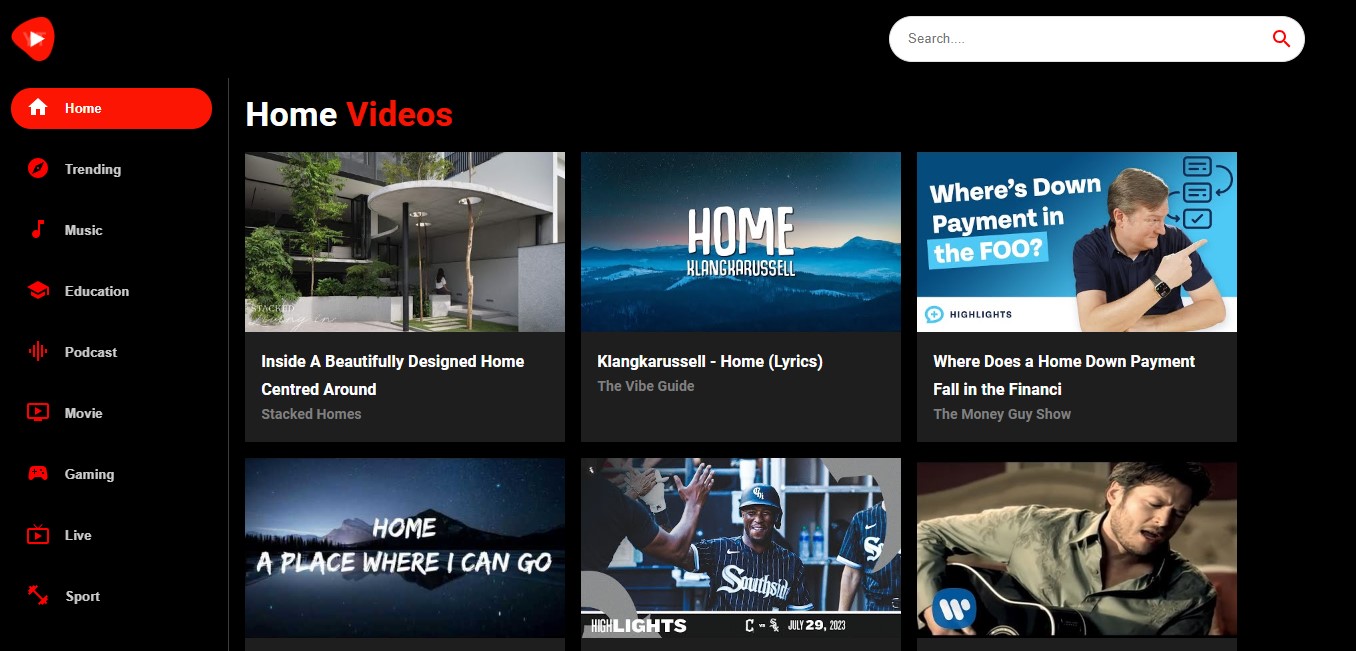 Search....
Home
Trending
Music
Education
Podcast
Movie
Gaming
Live
Sport
Home Videos
STACKED
HOME
KLANGKARUSSELL
Where's Down
Payment in
the FOO?
HIGHLIGHTS
Inside A Beautifully Designed Home
Centred Around
Stacked Homes
Klangkarussell - Home (Lyrics)
The Vibe Guide
Where Does a Home Down Payment
Fall in the Financi
The Money Guy Show
HOME
A PLACE WHERE I CAN GO
Southside
HIGHLIGHTS
C VS SOX JULY 29, 2023
W